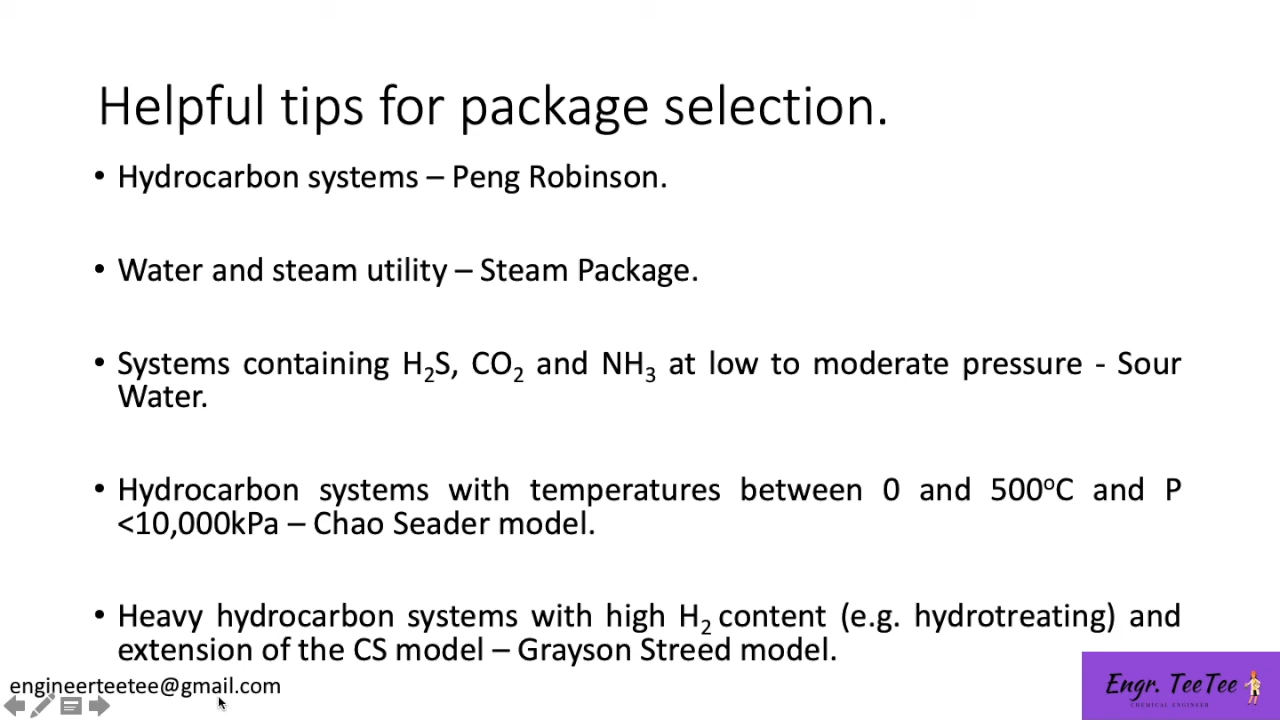 Helpful tips for package selection.
• Hydrocarbon systems – Peng Robinson.
• Water and steam utility – Steam Package.
• Systems containing H₂S, CO₂ and NH₃ at low to moderate pressure - Sour
Water.
• Hydrocarbon systems with temperatures between 0 and 500ᵒC and P
<10,000kPa – Chao Seader model.
• Heavy hydrocarbon systems with high H₂ content (e.g. hydrotreating) and
extension of the CS model – Grayson Streed model.
engineerteetee@gmail.com
Engr. TeeTee
CHEMICAL ENGINEER